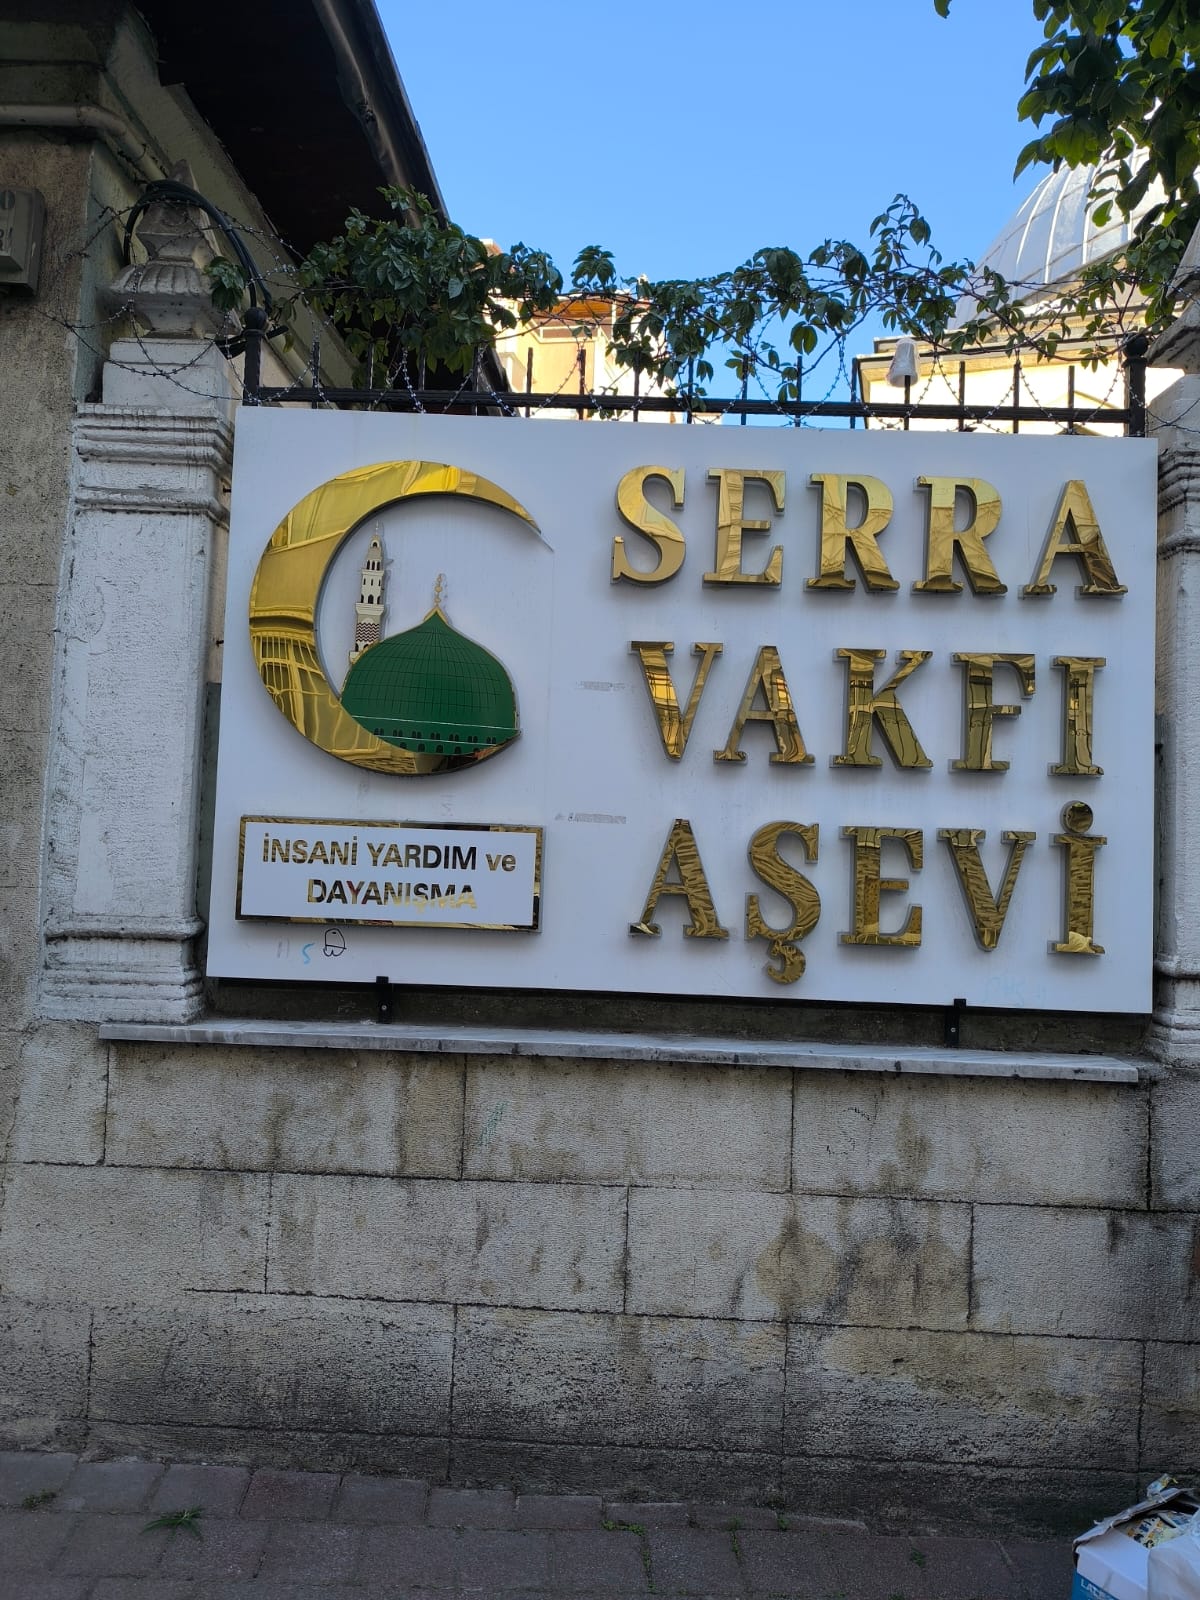 SERRA
VAKFI
AŞEVİ
İNSANİ YARDIM ve
DAYANIŞMA